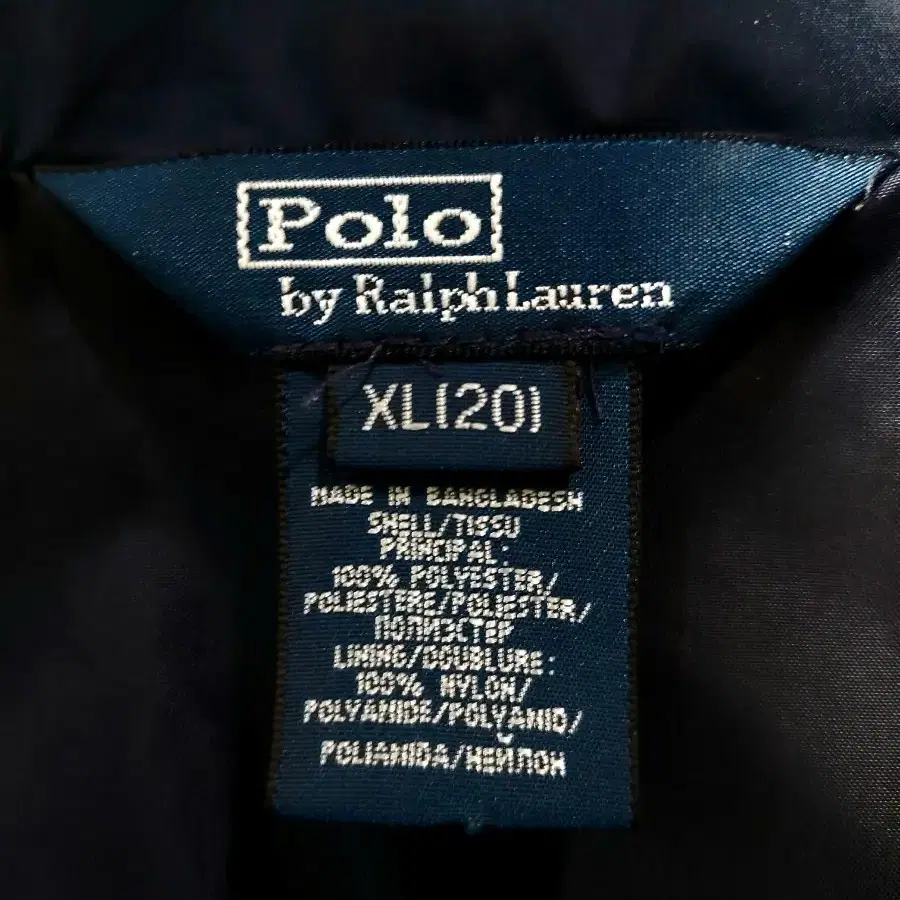 Polo
by Ralph Lauren
XL(20)
MADE IN BANGLADESH
SHELL/TISSU
PRINCIPAL:
100% POLYESTER/
POLIESTERE/POLIESTER/
ПОЛИЭСТЕР
LINING/DOUBLURE:
100% NYLON/
POLYAMIDE/POLYAMID/
POLIAMIDA/НЕЙЛОН